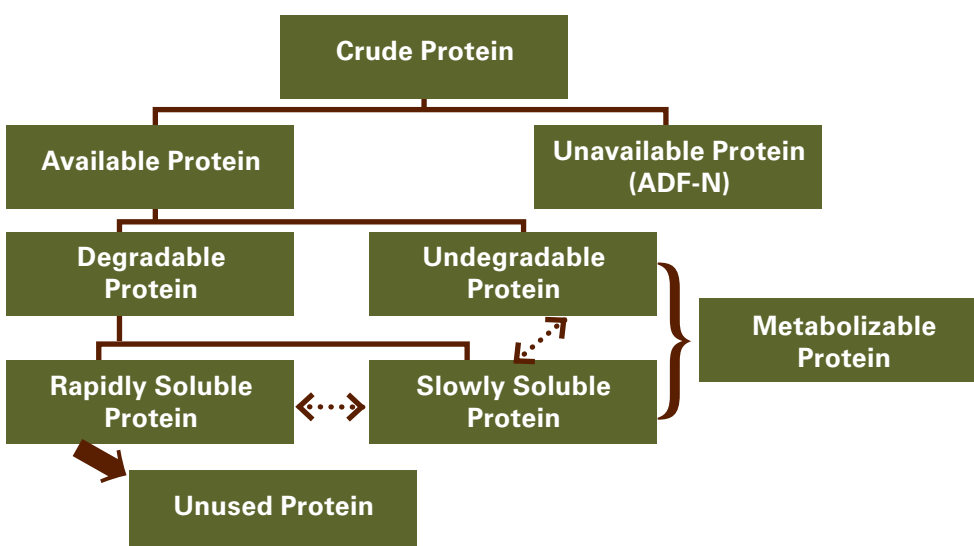 Crude Protein
Available Protein
Unavailable Protein
(ADF-N)
Degradable
Protein
Undegradable
Protein
Metabolizable
Protein
Rapidly Soluble
Protein
Slowly Soluble
Protein
Unused Protein